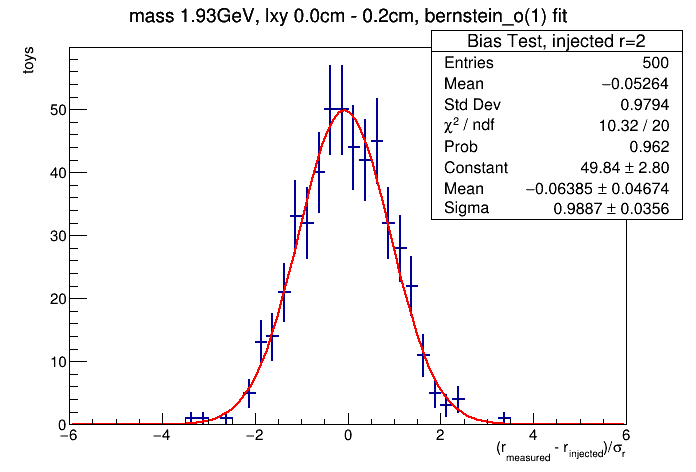 mass 1.93GeV, lxy 0.0cm - 0.2cm, bernstein_o(1) fit
Bias Test, injected r=2
Entries 500
Mean −0.05264
Std Dev 0.9794
χ² / ndf 10.32 / 20
Prob 0.962
Constant 49.84 ± 2.80
Mean −0.06385 ± 0.04674
Sigma 0.9887 ± 0.0356
toys
50
40
30
20
10
0
−6 −4 −2 0 2 4 6
(r_measured - r_injected)/σ_r